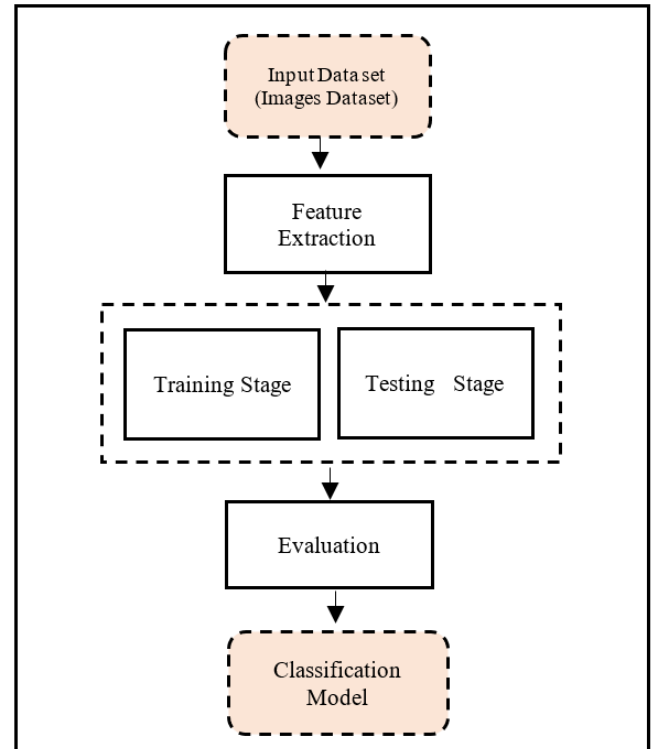 Input Data set
(Images Dataset)
Feature
Extraction
Training Stage
Testing Stage
Evaluation
Classification
Model